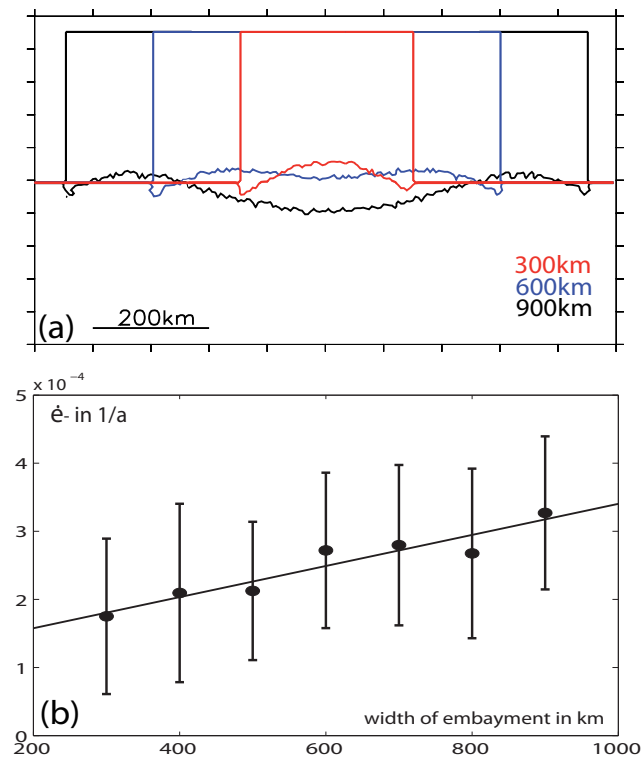 300km
600km
900km
(a)
200km
x 10⁻⁴
5
ė- in 1/a
4
3
2
1
0
(b)
width of embayment in km
200
400
600
800
1000